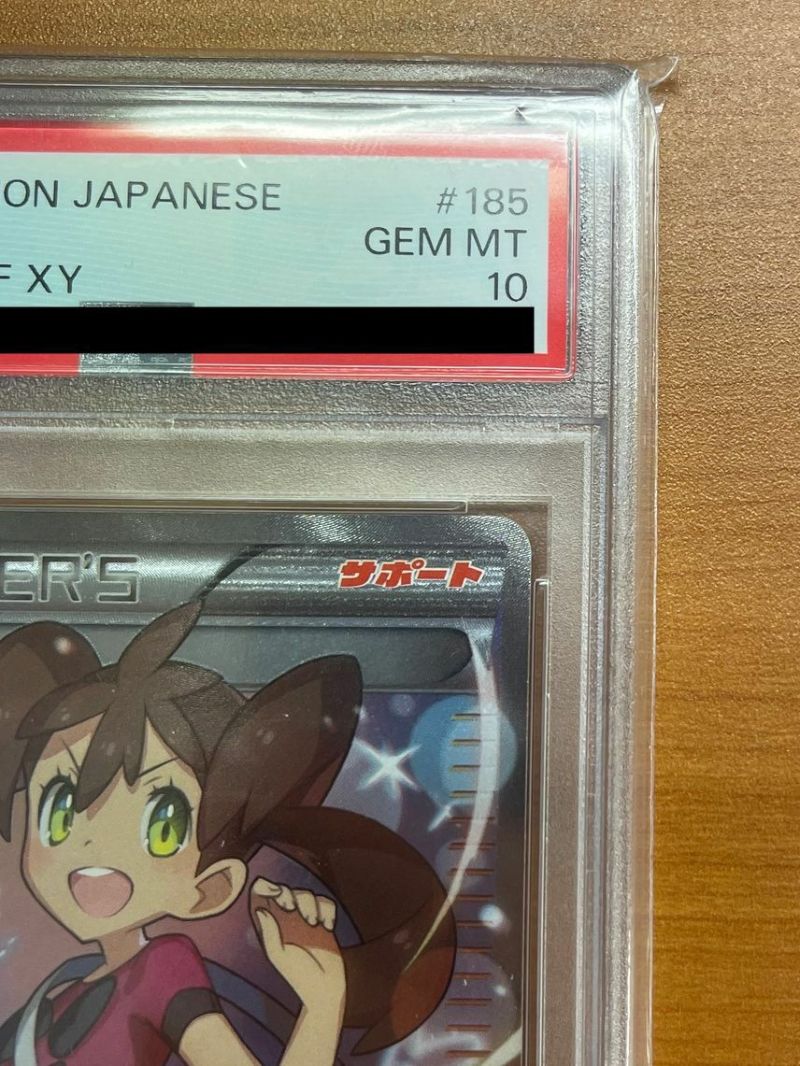 ON JAPANESE #185
GEM MT
F XY 10
ER'S サポート